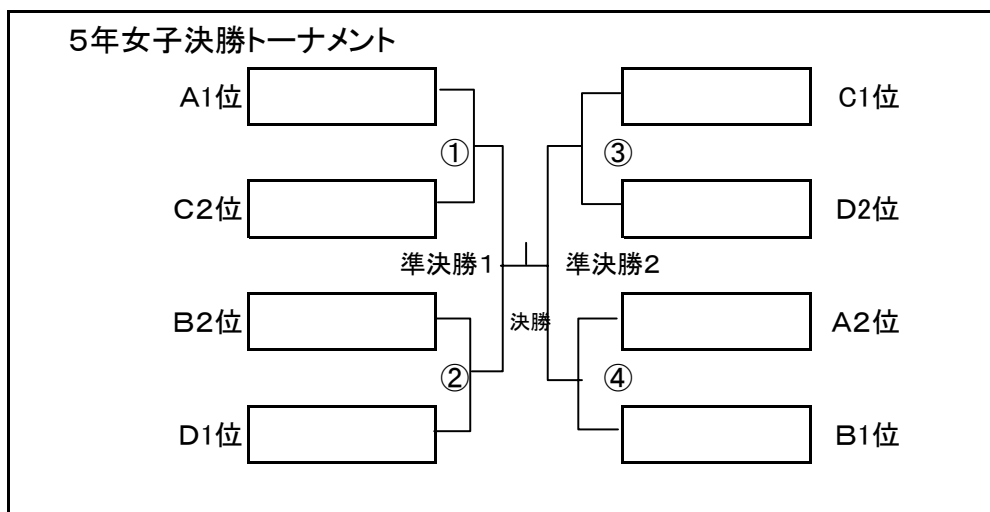 5年女子決勝トーナメント
A1位
C1位
①
③
C2位
D2位
準決勝1
準決勝2
B2位
決勝
A2位
②
④
D1位
B1位